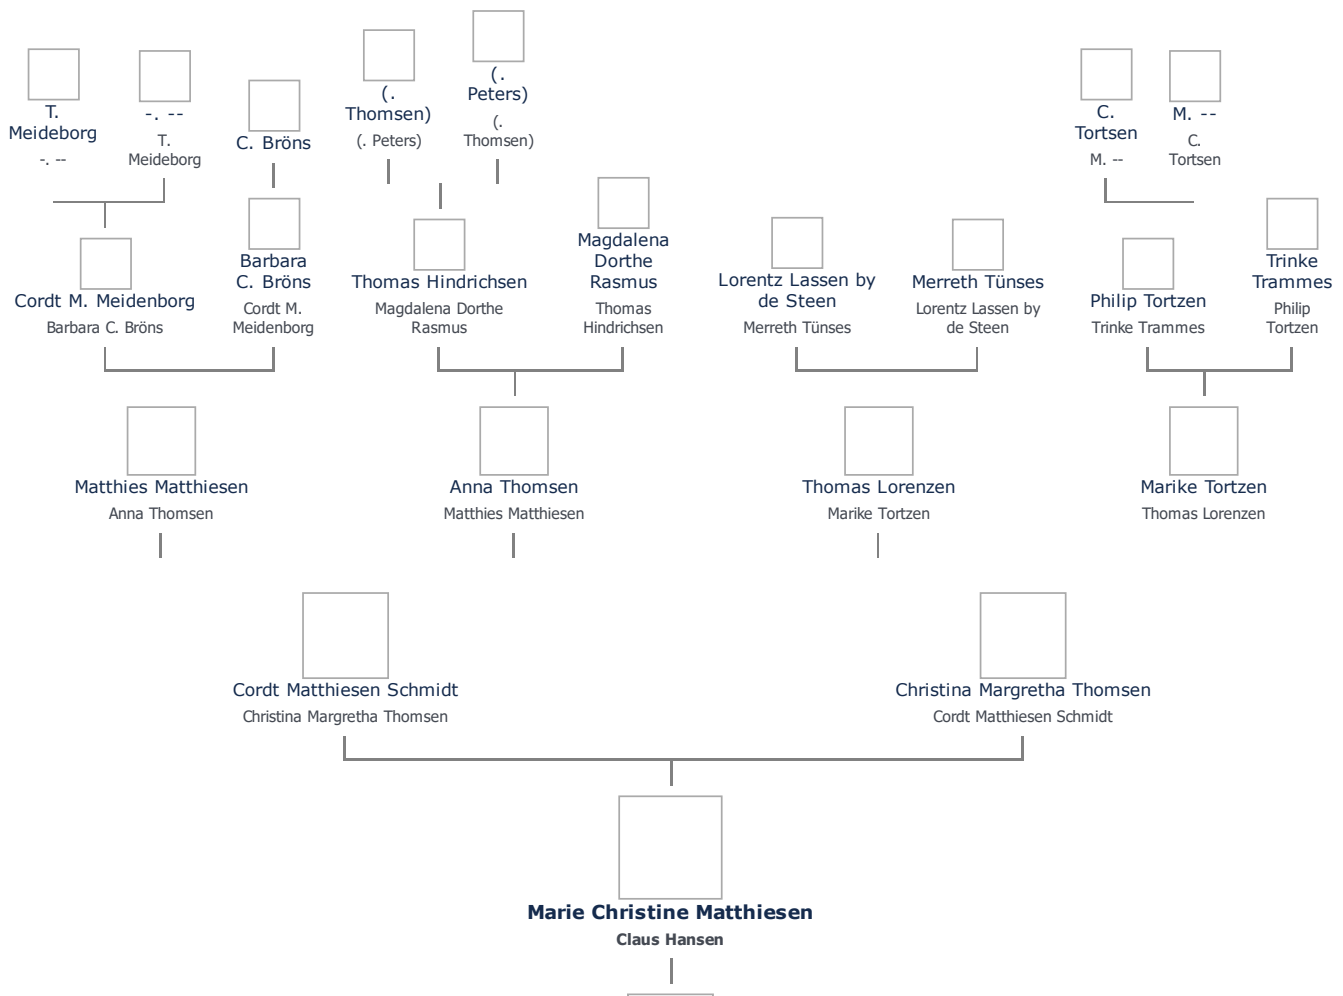 T.
Meideborg
-. --
-. --
T.
Meideborg
C. Bröns
(.
Thomsen)
(. Peters)
(.
Peters)
(.
Thomsen)
C.
Tortsen
M. --
M. --
C.
Tortsen
Cordt M. Meidenborg
Barbara C. Bröns
Barbara
C. Bröns
Cordt M.
Meidenborg
Thomas Hindrichsen
Magdalena Dorthe
Rasmus
Magdalena
Dorthe
Rasmus
Thomas
Hindrichsen
Lorentz Lassen by
de Steen
Merreth Tünses
Merreth Tünses
Lorentz Lassen by
de Steen
Philip Tortzen
Trinke Trammes
Trinke
Trammes
Philip
Tortzen
Matthies Matthiesen
Anna Thomsen
Anna Thomsen
Matthies Matthiesen
Thomas Lorenzen
Marike Tortzen
Marike Tortzen
Thomas Lorenzen
Cordt Matthiesen Schmidt
Christina Margretha Thomsen
Christina Margretha Thomsen
Cordt Matthiesen Schmidt
Marie Christine Matthiesen
Claus Hansen